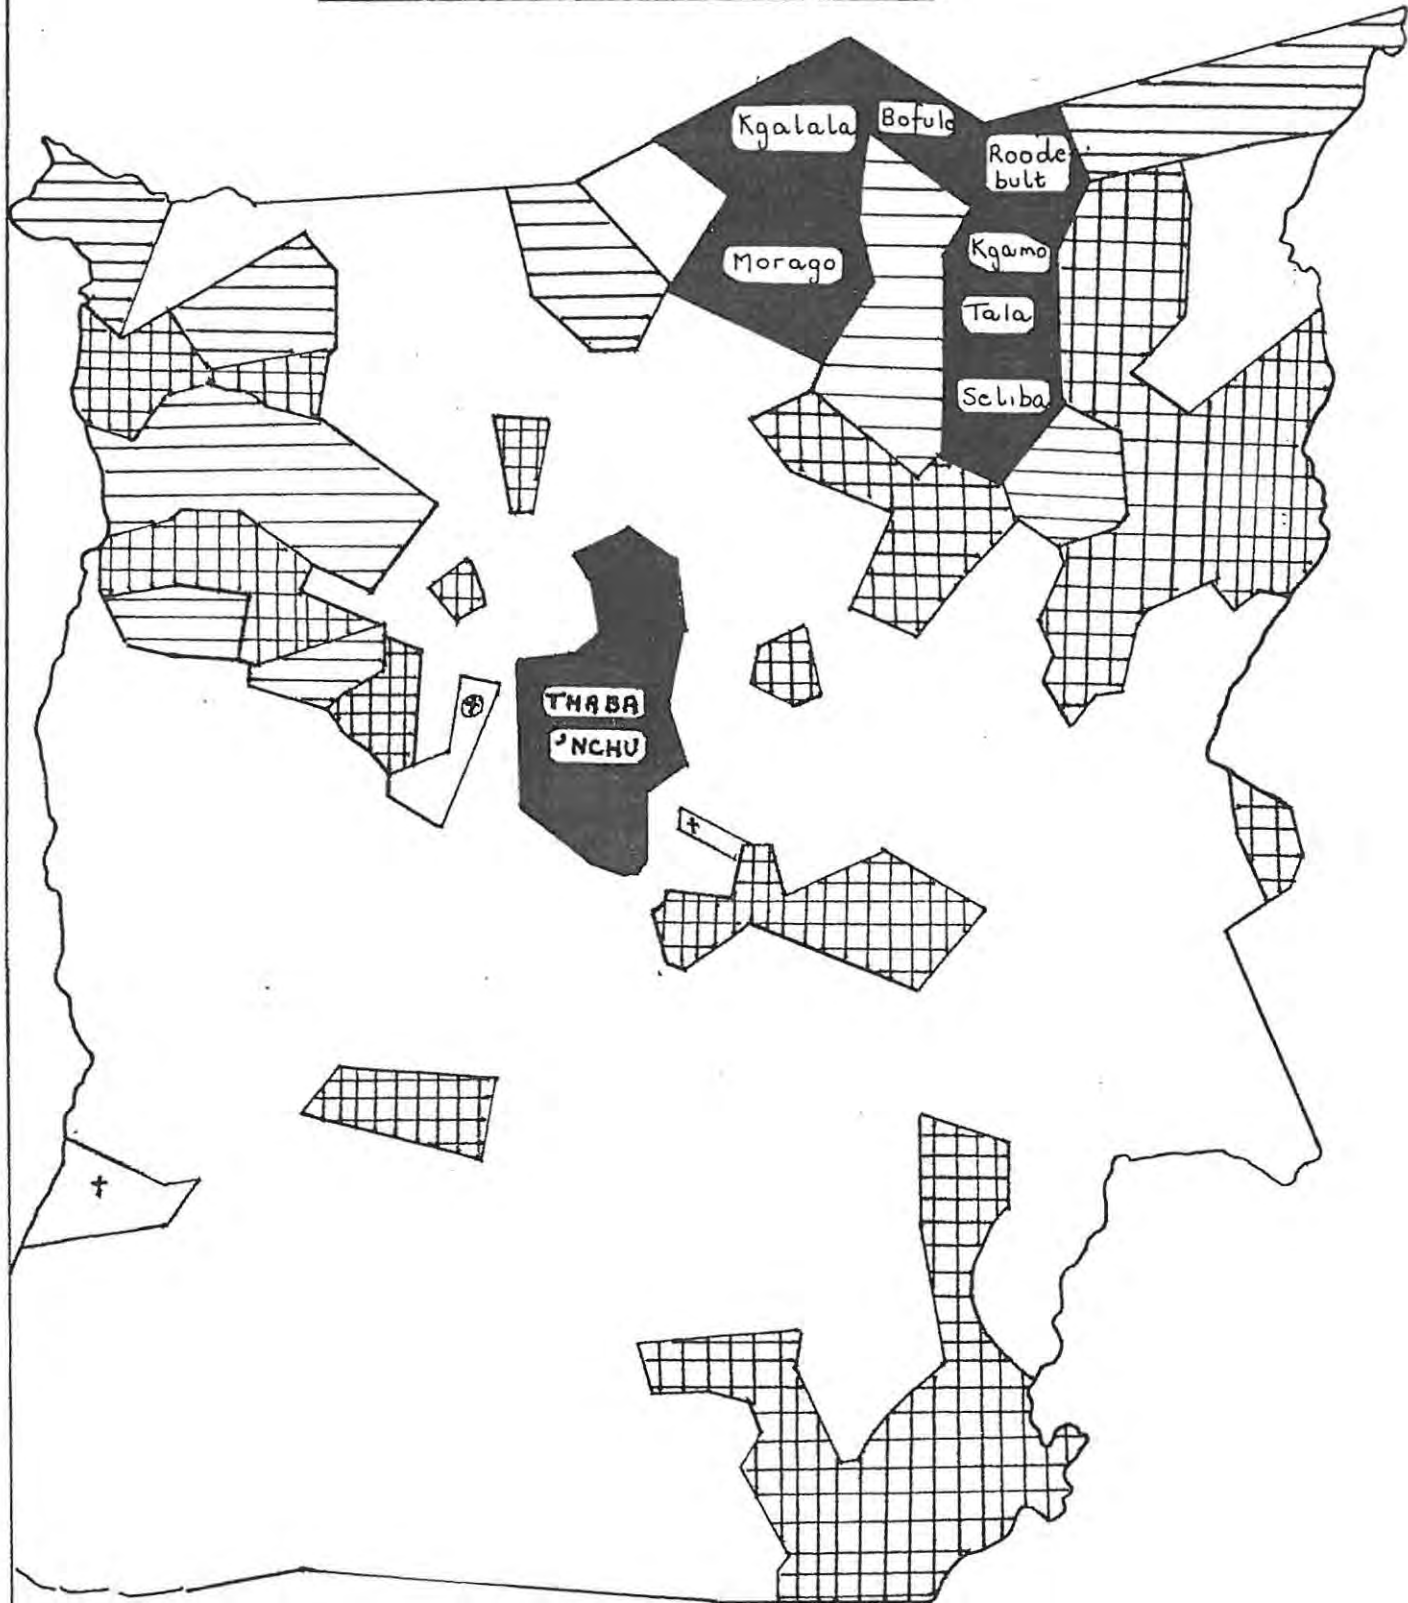 Kgalala
Bofulo
Roode
bult
Morago
Kgamo
Tala
Seliba
THABA
'NCHU